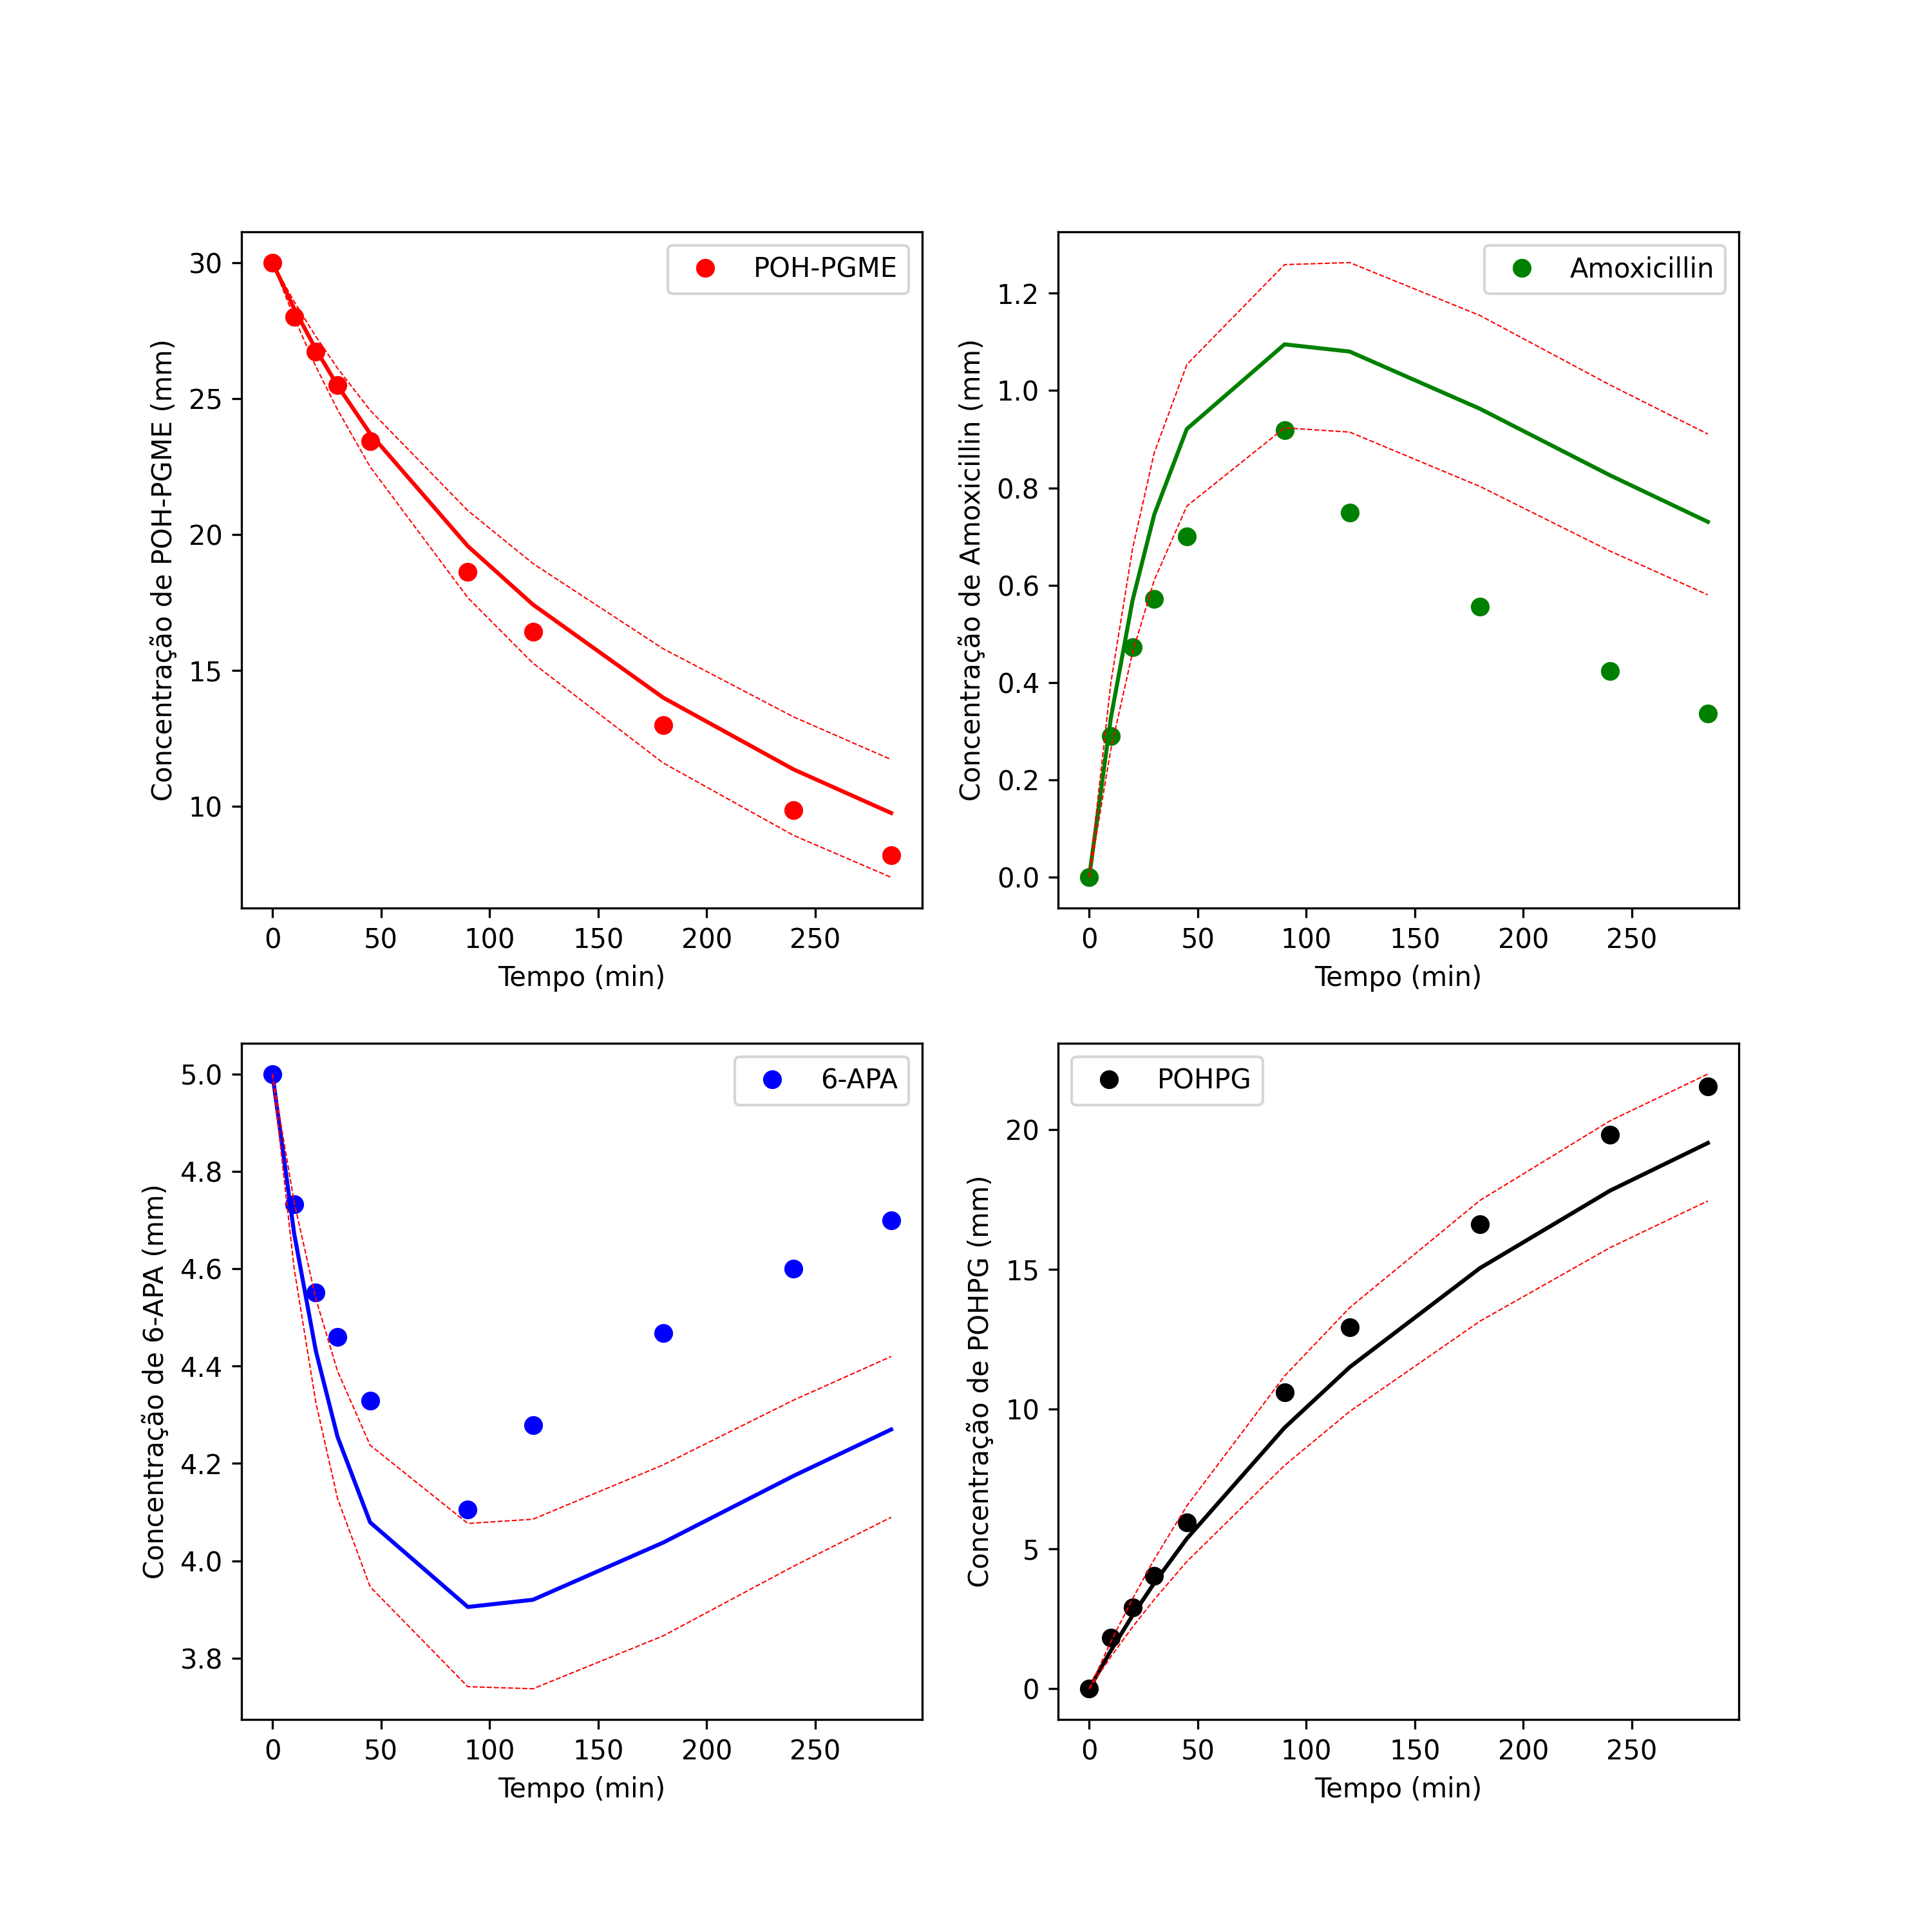 POH-PGME
Concentração de POH-PGME (mm)
30
25
20
15
10
0 50 100 150 200 250
Tempo (min)
Amoxicillin
Concentração de Amoxicillin (mm)
1.2
1.0
0.8
0.6
0.4
0.2
0.0
0 50 100 150 200 250
Tempo (min)
6-APA
Concentração de 6-APA (mm)
5.0
4.8
4.6
4.4
4.2
4.0
3.8
0 50 100 150 200 250
Tempo (min)
POHPG
Concentração de POHPG (mm)
20
15
10
5
0
0 50 100 150 200 250
Tempo (min)